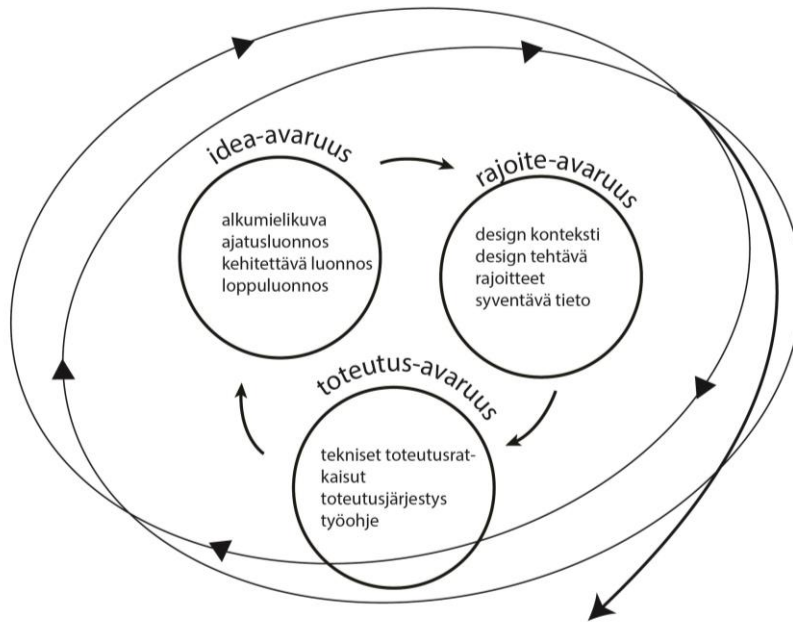 idea-avaruus
alkumielikuva
ajatusluonnos
kehitettävä luonnos
loppuluonnos
rajoite-avaruus
design konteksti
design tehtävä
rajoitteet
syventävä tieto
toteutus-avaruus
tekniset toteutusrat-
kaisut
toteutusjärjestys
työohje